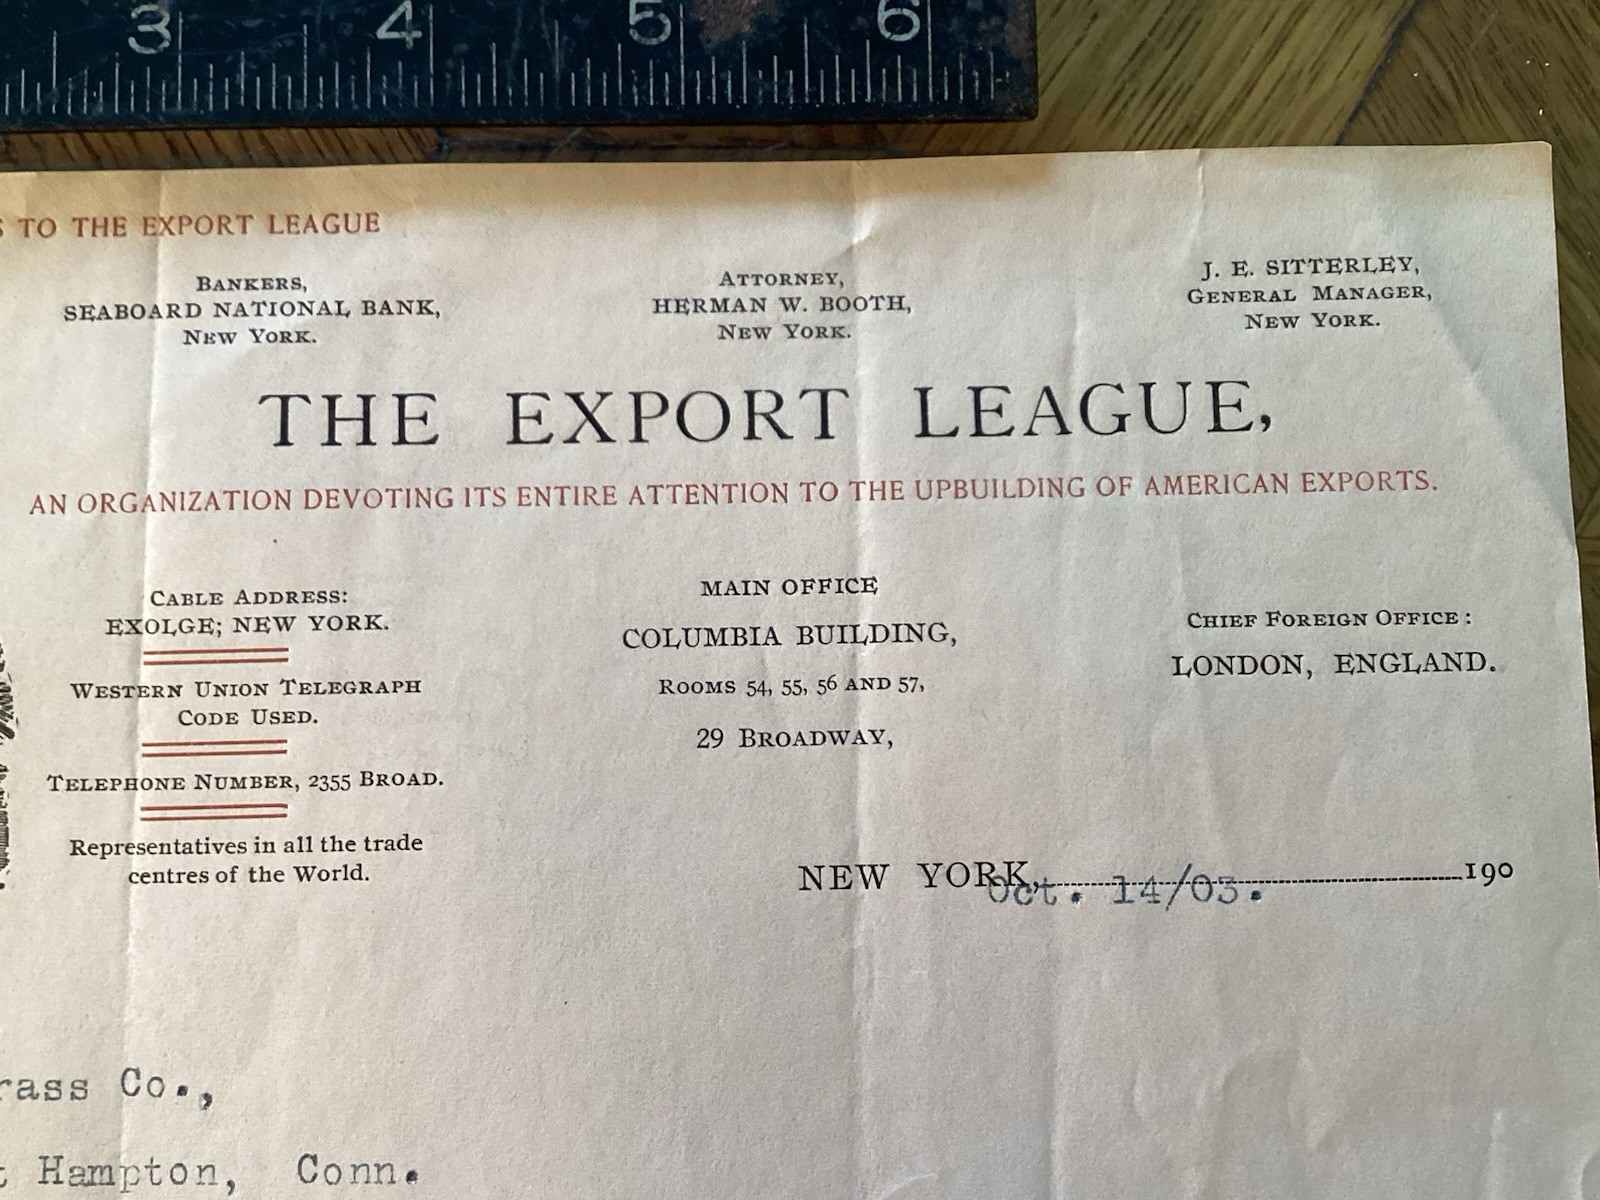 3 4 5 6
TO THE EXPORT LEAGUE
BANKERS,
SEABOARD NATIONAL BANK,
NEW YORK.
ATTORNEY,
HERMAN W. BOOTH,
NEW YORK.
J. E. SITTERLEY,
GENERAL MANAGER,
NEW YORK.
THE EXPORT LEAGUE,
AN ORGANIZATION DEVOTING ITS ENTIRE ATTENTION TO THE UPBUILDING OF AMERICAN EXPORTS.
CABLE ADDRESS:
EXOLGE; NEW YORK.
WESTERN UNION TELEGRAPH
CODE USED.
TELEPHONE NUMBER, 2355 BROAD.
Representatives in all the trade
centres of the World.
MAIN OFFICE
COLUMBIA BUILDING,
ROOMS 54, 55, 56 AND 57,
29 BROADWAY,
CHIEF FOREIGN OFFICE:
LONDON, ENGLAND.
NEW YORK, Oct. 14/03. 190
rass Co.,
Hampton, Conn.